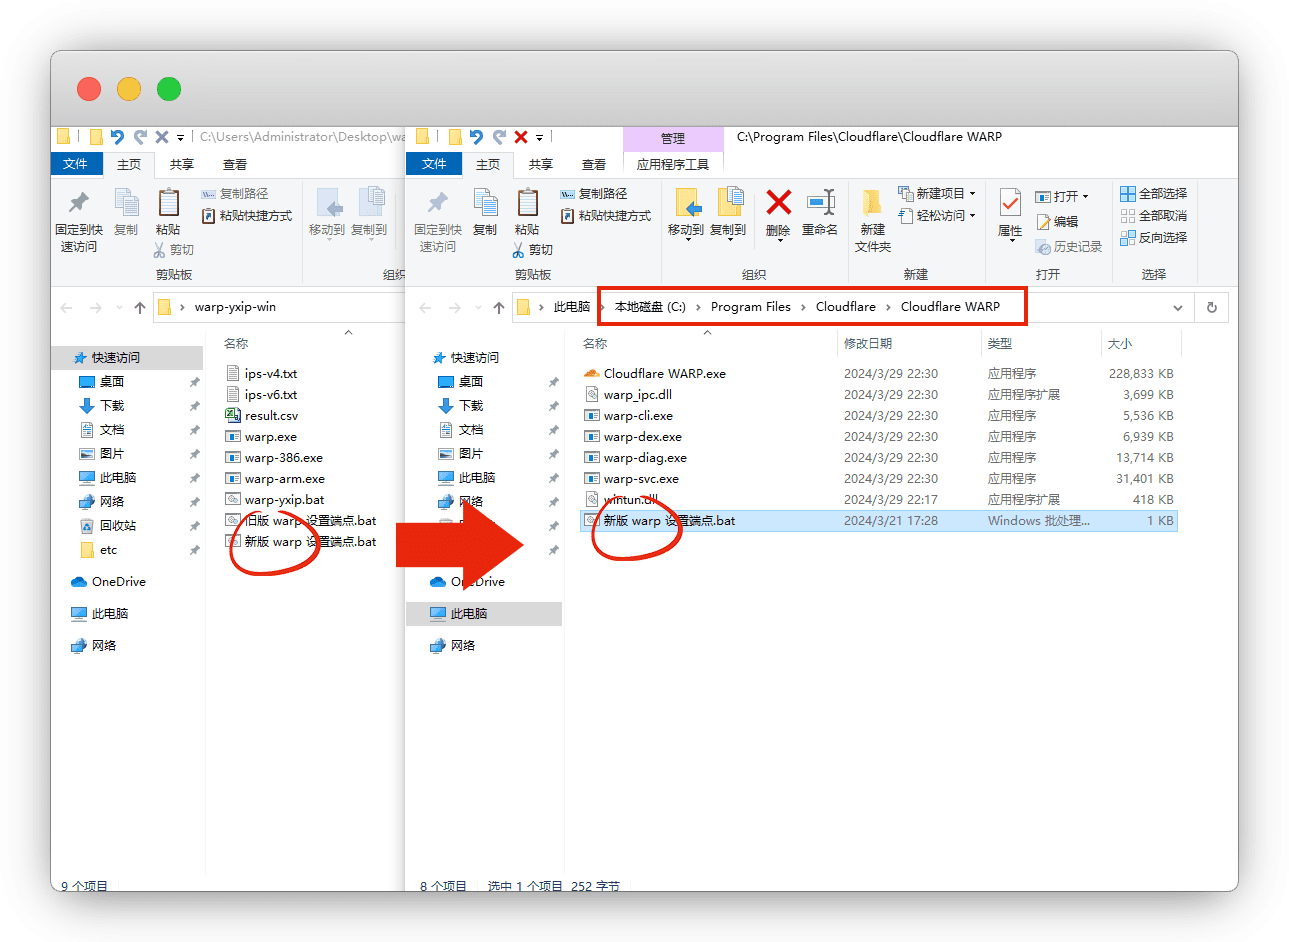 C:\Users\Administrator\Desktop\wa
文件
主页
共享
查看
固定到快
速访问
复制
粘贴
复制路径
粘贴快捷方式
剪切
剪贴板
移动到
复制到
组织
warp-yxip-win
快速访问
桌面
下载
文档
图片
此电脑
网络
回收站
etc
OneDrive
此电脑
网络
名称
ips-v4.txt
ips-v6.txt
result.csv
warp.exe
warp-386.exe
warp-arm.exe
warp-yxip.bat
旧版 warp 设置端点.bat
新版 warp 设置端点.bat
9 个项目
管理
C:\Program Files\Cloudflare\Cloudflare WARP
文件
主页
共享
查看
应用程序工具
固定到快
速访问
复制
粘贴
复制路径
粘贴快捷方式
剪切
剪贴板
移动到
复制到
删除
重命名
组织
新建
文件夹
新建项目
轻松访问
新建
属性
打开
编辑
历史记录
打开
全部选择
全部取消
反向选择
选择
此电脑 本地磁盘 (C:) Program Files Cloudflare Cloudflare WARP
快速访问
桌面
下载
文档
图片
此电脑
网络
OneDrive
此电脑
网络
名称 修改日期 类型 大小
Cloudflare WARP.exe 2024/3/29 22:30 应用程序 228,833 KB
warp_ipc.dll 2024/3/29 22:30 应用程序扩展 3,699 KB
warp-cli.exe 2024/3/29 22:30 应用程序 5,536 KB
warp-dex.exe 2024/3/29 22:30 应用程序 6,939 KB
warp-diag.exe 2024/3/29 22:30 应用程序 13,714 KB
warp-svc.exe 2024/3/29 22:30 应用程序 31,401 KB
wintun.dll 2024/3/29 22:17 应用程序扩展 418 KB
新版 warp 设置端点.bat 2024/3/21 17:28 Windows 批处理... 1 KB
8 个项目 选中 1 个项目 252 字节